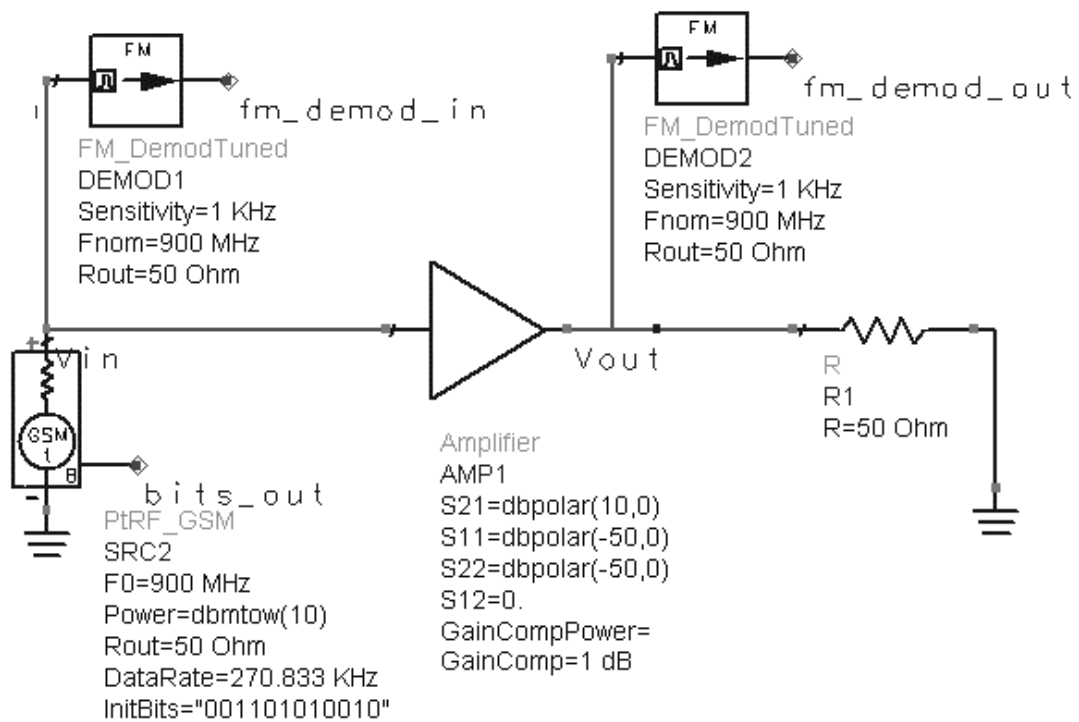 FM
fm_demod_in
FM_DemodTuned
DEMOD1
Sensitivity=1 KHz
Fnom=900 MHz
Rout=50 Ohm
FM
fm_demod_out
FM_DemodTuned
DEMOD2
Sensitivity=1 KHz
Fnom=900 MHz
Rout=50 Ohm
Vin
Vout
GSM
B
bits_out
PtRF_GSM
SRC2
F0=900 MHz
Power=dbmtow(10)
Rout=50 Ohm
DataRate=270.833 KHz
InitBits="001101010010"
Amplifier
AMP1
S21=dbpolar(10,0)
S11=dbpolar(-50,0)
S22=dbpolar(-50,0)
S12=0.
GainCompPower=
GainComp=1 dB
R
R1
R=50 Ohm